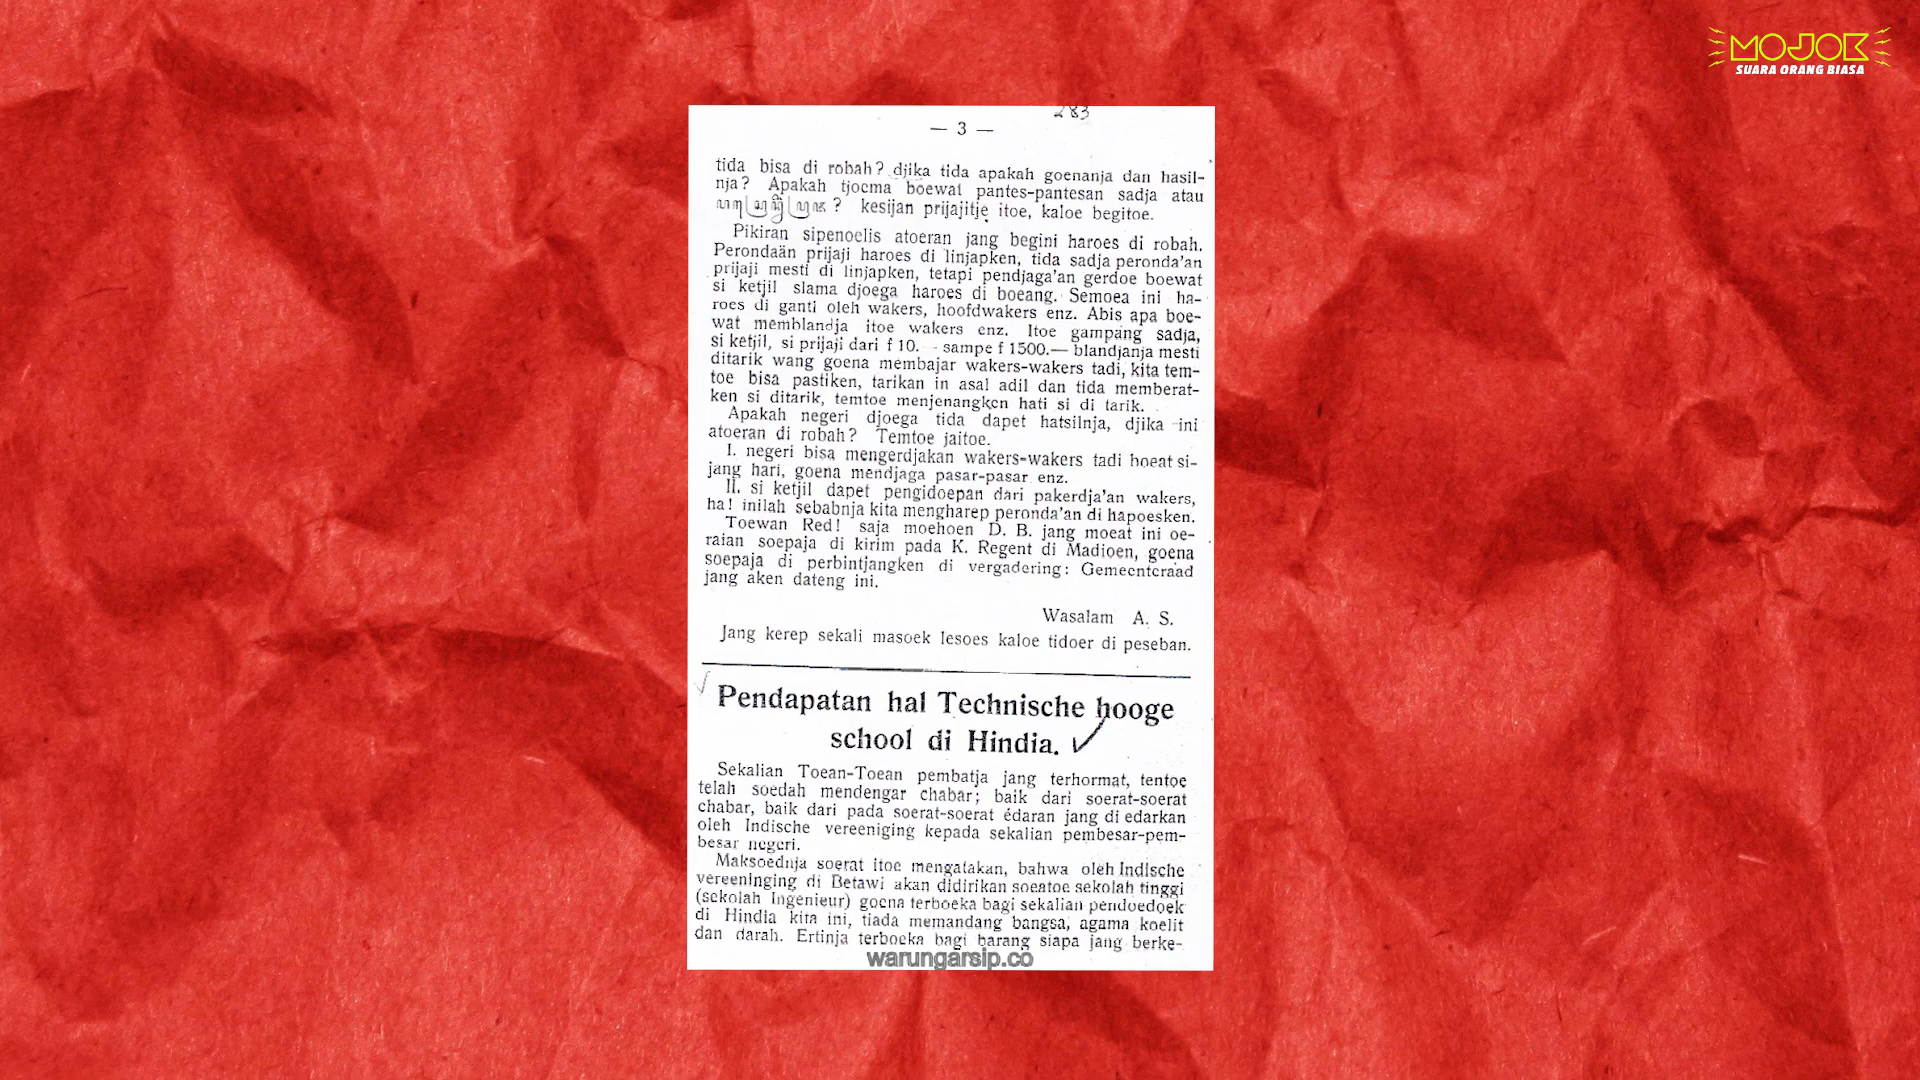 MOJOK
SUARA ORANG BIASA
283
— 3 —
tida bisa di robah? djika tida apakah goenanja dan hasil-
nja? Apakah tjoema boewat pantes-pantesan sadja atau
? kesijan prijajitje itoe, kaloe begitoe.
Pikiran sipenoelis atoeran jang begini haroes di robah.
Perondaän prijaji haroes di linjapken, tida sadja peronda'an
prijaji mesti di linjapken, tetapi pendjaga'an gerdoe boewat
si ketjil slama djoega haroes di boeang. Semoea ini ha-
roes di ganti oleh wakers, hoofdwakers enz. Abis apa boe-
wat memblandja itoe wakers enz. Itoe gampang sadja,
si ketjil, si prijaji dari f 10. - sampe f 1500.— blandjanja mesti
ditarik wang goena membajar wakers-wakers tadi, kita tem-
toe bisa pastiken, tarikan in asal adil dan tida memberat-
ken si ditarik, temtoe menjenangken hati si di tarik.
Apakah negeri djoega tida dapet hatsilnja, djika ini
atoeran di robah? Temtoe jaitoe.
I. negeri bisa mengerdjakan wakers-wakers tadi boeat si-
jang hari, goena mendjaga pasar-pasar enz.
II. si ketjil dapet pengidoepan dari pakerdja'an wakers,
ha! inilah sebabnja kita mengharep peronda'an di hapoesken.
Toewan Red! saja moehoen D. B. jang moeat ini oe-
raian soepaja di kirim pada K. Regent di Madioen, goena
soepaja di perbintjangken di vergadering: Gemeenteraad
jang aken dateng ini.
Wasalam A. S.
Jang kerep sekali masoek lesoes kaloe tidoer di peseban.
Pendapatan hal Technische hooge
school di Hindia.
Sekalian Toean-Toean pembatja jang terhormat, tentoe
telah soedah mendengar chabar; baik dari soerat-soerat
chabar, baik dari pada soerat-soerat édaran jang di edarkan
oleh Indische vereeniging kepada sekalian pembesar-pem-
besar negeri.
Maksoednja soerat itoe mengatakan, bahwa oleh Indische
vereeninging di Betawi akan didirikan soeatoe sekolah tinggi
(sekolah Ingenieur) goena terboeka bagi sekalian pendoedoek
di Hindia kita ini, tiada memandang bangsa, agama koelit
dan darah. Ertinja terboeka bagi barang siapa jang berke-
warungarsip.co